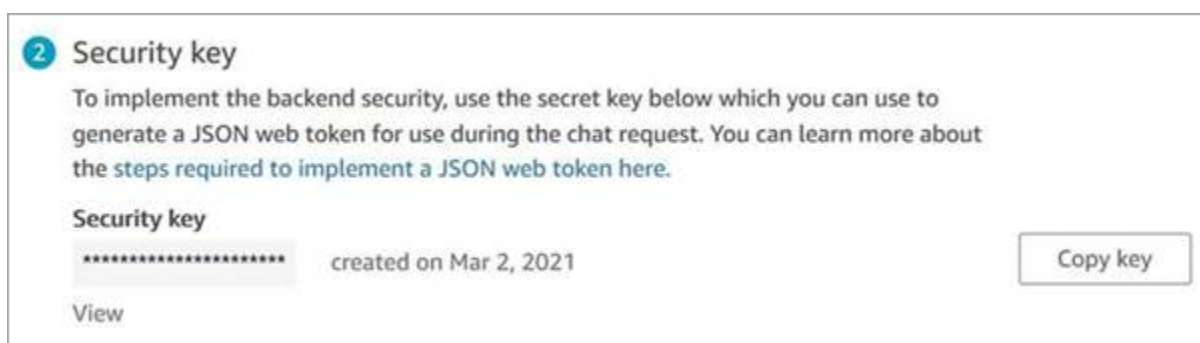 2 Security key
To implement the backend security, use the secret key below which you can use to
generate a JSON web token for use during the chat request. You can learn more about
the steps required to implement a JSON web token here.
Security key
********************** created on Mar 2, 2021 Copy key
View